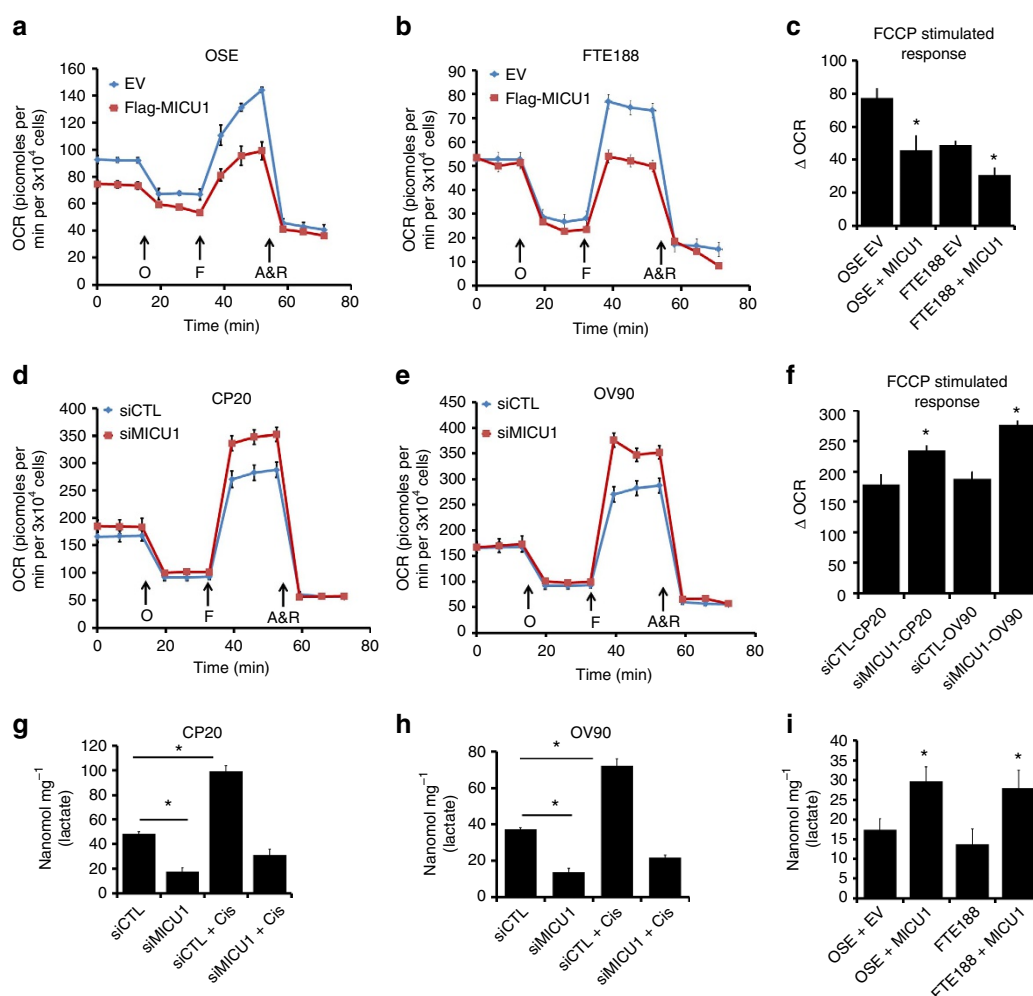 a
OSE
EV
Flag-MICU1
OCR (picomoles per
min per 3x10⁴ cells)
160
140
120
100
80
60
40
20
0
O
F
A&R
0
20
40
60
80
Time (min)
b
FTE188
EV
Flag-MICU1
OCR (picomoles per
min per 3x10⁴ cells)
90
80
70
60
50
40
30
20
10
0
O
F
A&R
0
20
40
60
80
Time (min)
c
FCCP stimulated
response
Δ OCR
100
80
60
40
20
0
*
*
OSE EV
OSE + MICU1
FTE188 EV
FTE188 + MICU1
d
CP20
siCTL
siMICU1
OCR (picomoles per
min per 3x10⁴ cells)
400
350
300
250
200
150
100
50
0
O
F
A&R
0
20
40
60
80
Time (min)
e
OV90
siCTL
siMICU1
OCR (picomoles per
min per 3x10⁴ cells)
450
400
350
300
250
200
150
100
50
0
O
F
A&R
0
20
40
60
80
Time (min)
f
FCCP stimulated
response
Δ OCR
300
250
200
150
100
50
0
*
*
siCTL-CP20
siMICU1-CP20
siCTL-OV90
siMICU1-OV90
g
CP20
Nanomol mg⁻¹
(lactate)
120
100
80
60
40
20
0
*
*
siCTL
siMICU1
siCTL + Cis
siMICU1 + Cis
h
OV90
Nanomol mg⁻¹
(lactate)
80
60
40
20
0
*
*
siCTL
siMICU1
siCTL + Cis
siMICU1 + Cis
i
Nanomol mg⁻¹
(lactate)
40
35
30
25
20
15
10
5
0
*
*
OSE + EV
OSE + MICU1
FTE188
FTE188 + MICU1